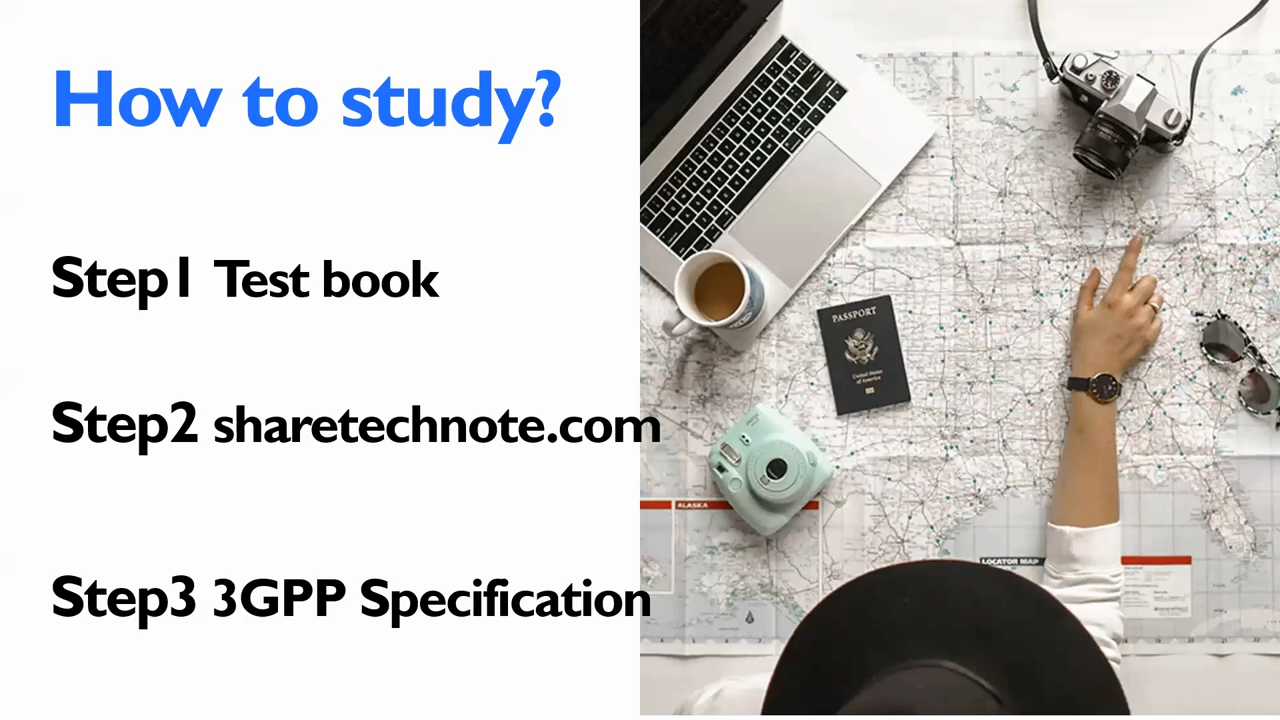 How to study?
Step1 Test book
Step2 sharetechnote.com
Step3 3GPP Specification
PASSPORT
United States
of America
ALASKA
LOCATOR MAP